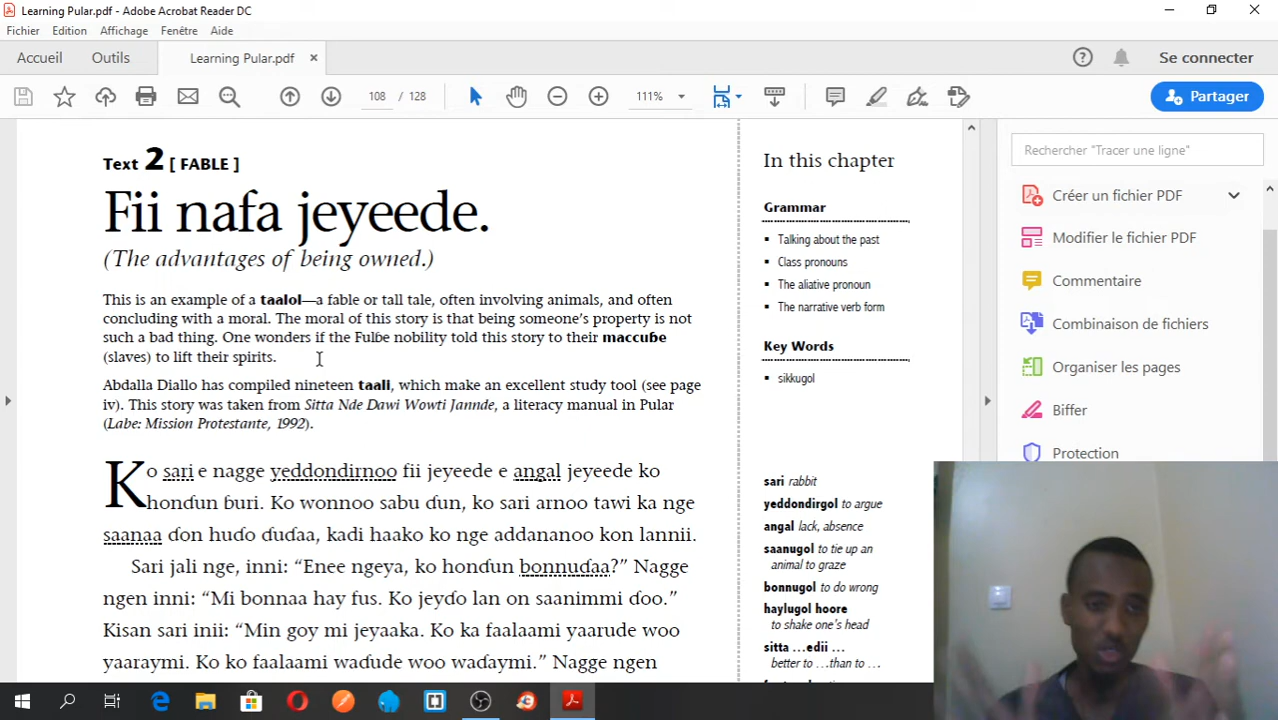 Learning Pular.pdf - Adobe Acrobat Reader DC
Fichier Edition Affichage Fenêtre Aide
Accueil Outils Learning Pular.pdf × Se connecter
108 / 128 111% Partager
Text 2 [ FABLE ]
Fii nafa jeyeede.
(The advantages of being owned.)
This is an example of a taalol—a fable or tall tale, often involving animals, and often
concluding with a moral. The moral of this story is that being someone's property is not
such a bad thing. One wonders if the Fulɓe nobility told this story to their maccuɓe
(slaves) to lift their spirits.
Abdalla Diallo has compiled nineteen taali, which make an excellent study tool (see page
iv). This story was taken from Sitta Nde Dawi Wowti Jannde, a literacy manual in Pular
(Labe: Mission Protestante, 1992).
Ko sari e nagge yeddondirnoo fii jeyeede e angal jeyeede ko
honɗun ɓuri. Ko wonnoo sabu ɗun, ko sari arnoo tawi ka nge
saanaa ɗon huɗo ɗuɗaa, kadi haako ko nge addananoo kon lannii.
Sari jali nge, inni: “Enee ngeya, ko honɗun bonnuɗaa?” Nagge
ngen inni: “Mi bonnaa hay fus. Ko jeyɗo lan on saanimmi ɗoo.”
Kisan sari inii: “Min goy mi jeyaaka. Ko ka faalaami yaarude woo
yaaraymi. Ko ko faalaami waɗude woo waɗaymi.” Nagge ngen
In this chapter
Grammar
▪ Talking about the past
▪ Class pronouns
▪ The aliative pronoun
▪ The narrative verb form
Key Words
▪ sikkugol
sari rabbit
yeddondirgol to argue
angal lack, absence
saanugol to tie up an
animal to graze
bonnugol to do wrong
haylugol hoore
to shake one's head
sitta ...edii ...
better to ...than to ...
Rechercher "Tracer une ligne"
Créer un fichier PDF
Modifier le fichier PDF
Commentaire
Combinaison de fichiers
Organiser les pages
Biffer
Protection